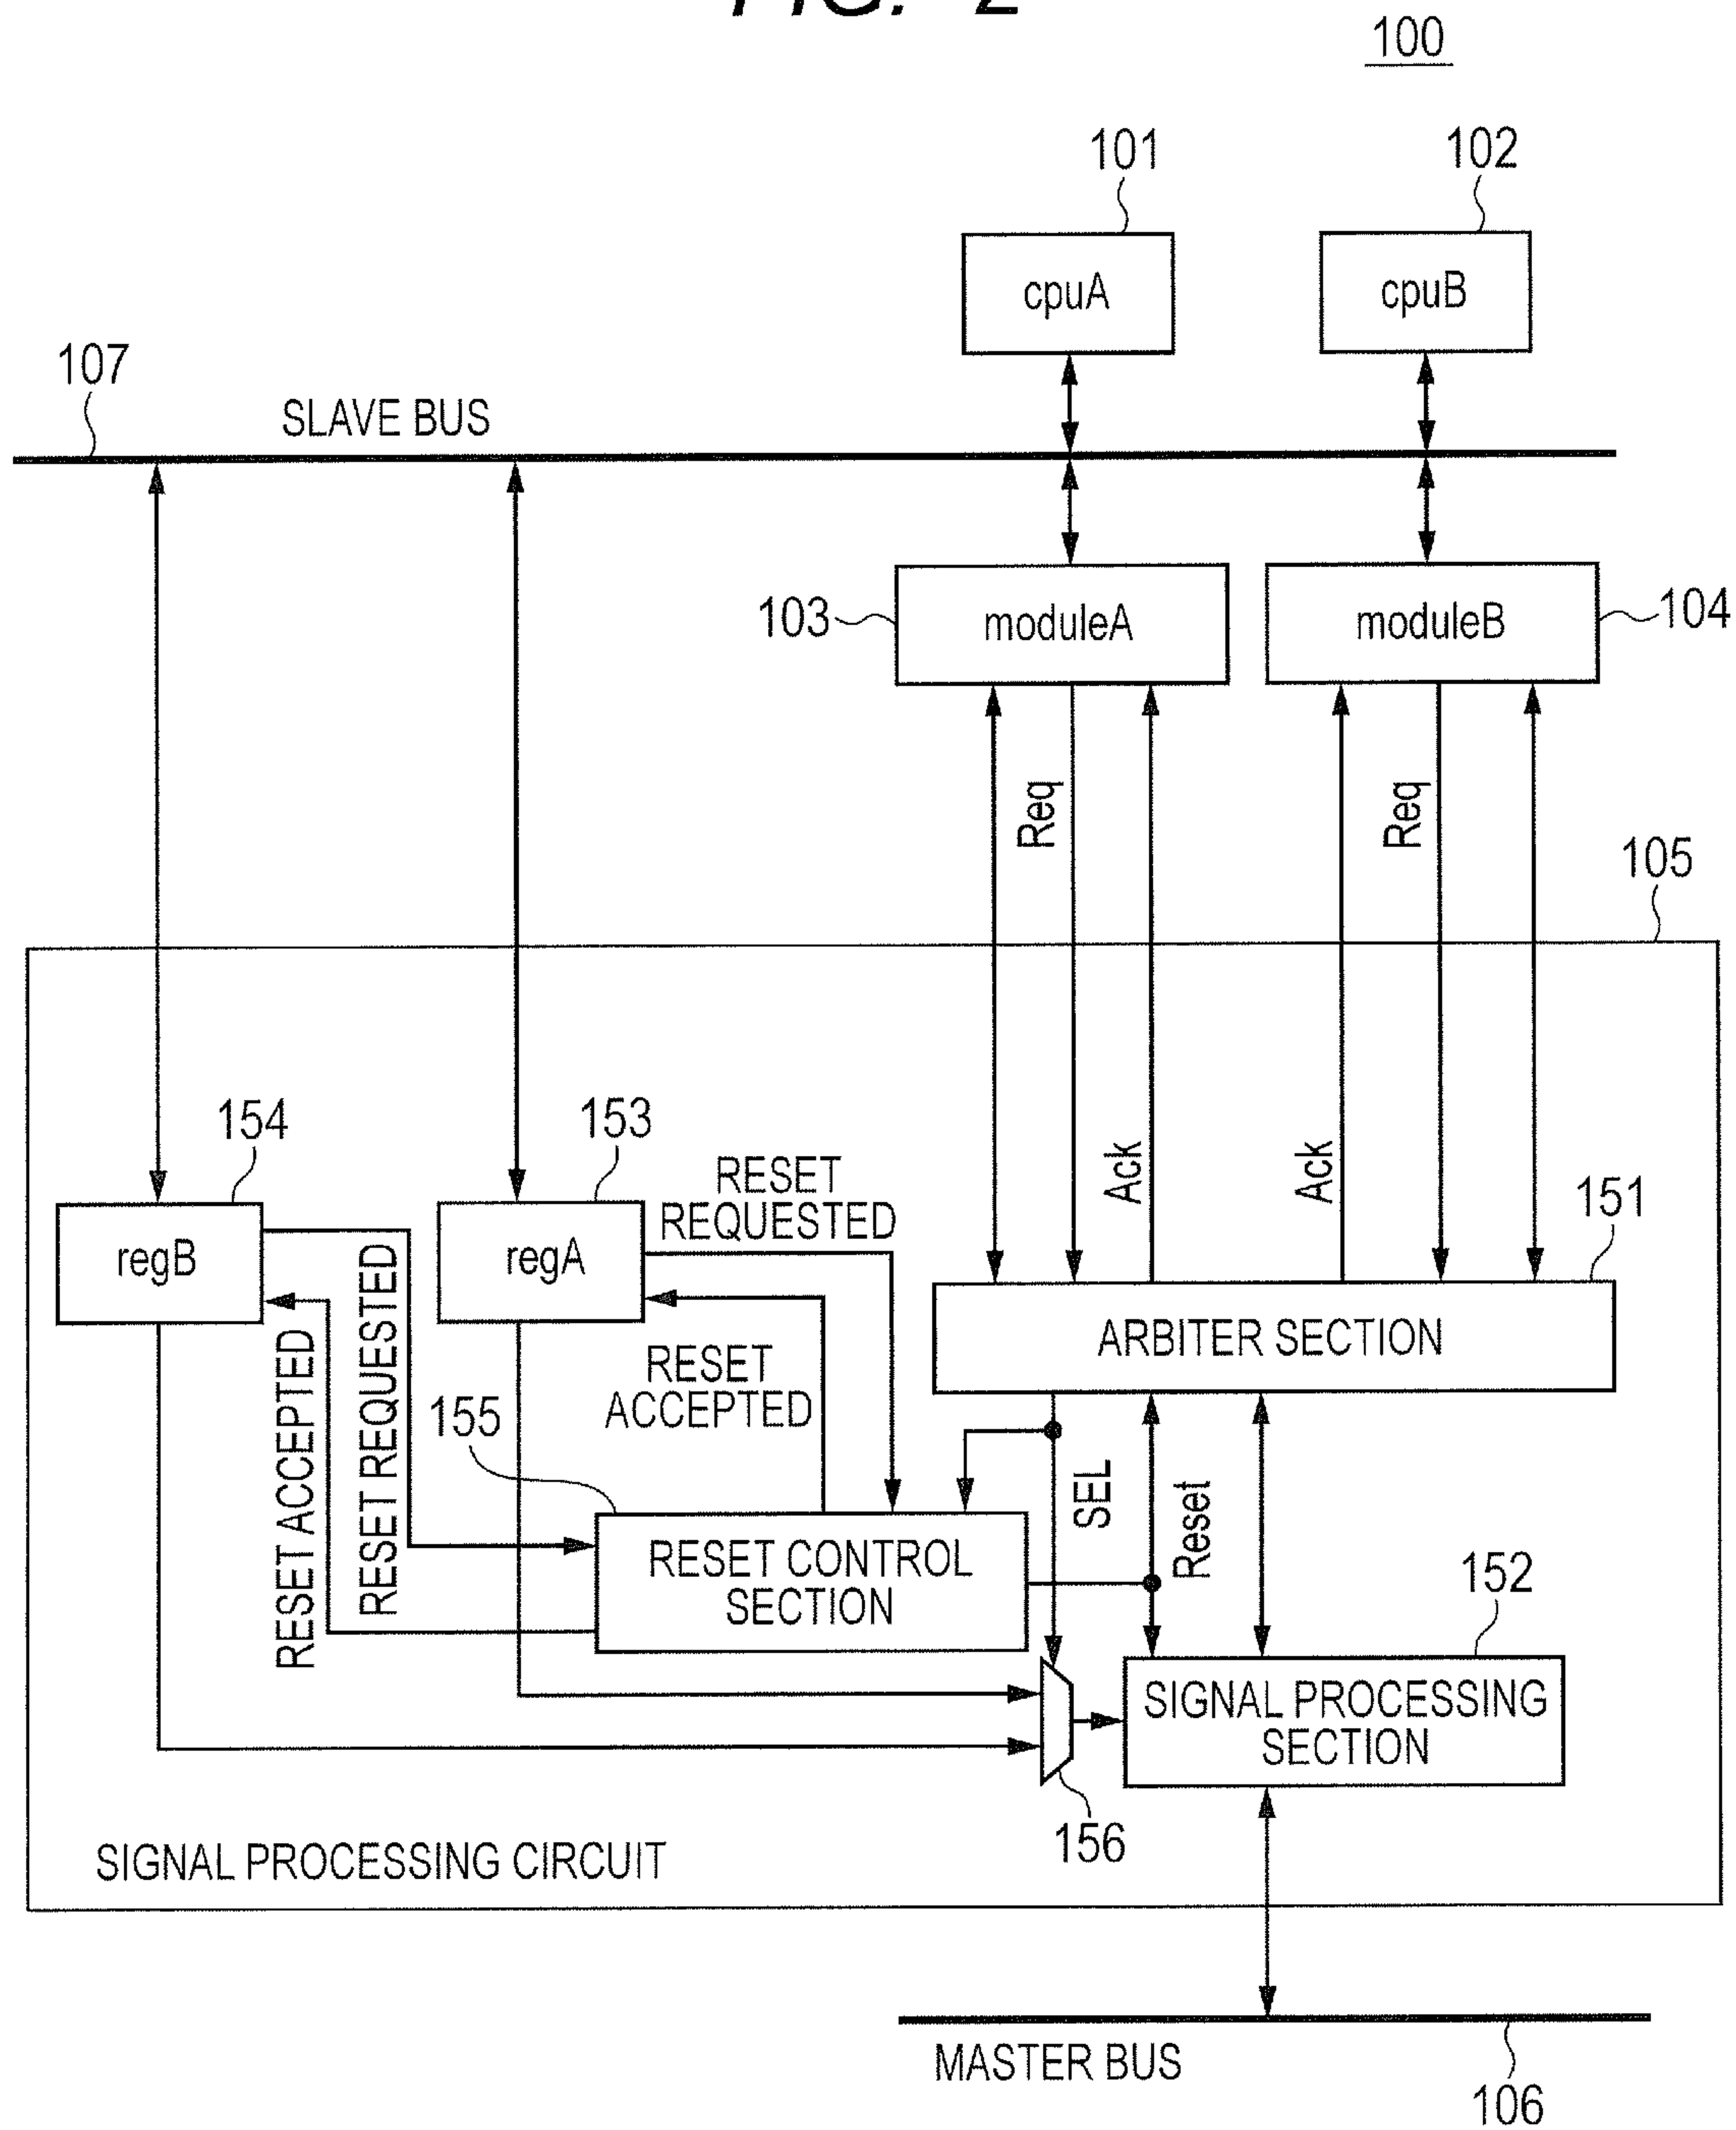 FIG. 2
100
101
102
cpuA
cpuB
107
SLAVE BUS
103
moduleA
moduleB
104
Req
Req
105
154
153
RESET
REQUESTED
Ack
Ack
151
regB
regA
ARBITER SECTION
RESET ACCEPTED
RESET REQUESTED
RESET
ACCEPTED
155
SEL
Reset
RESET CONTROL
SECTION
152
SIGNAL PROCESSING
SECTION
156
SIGNAL PROCESSING CIRCUIT
MASTER BUS
106